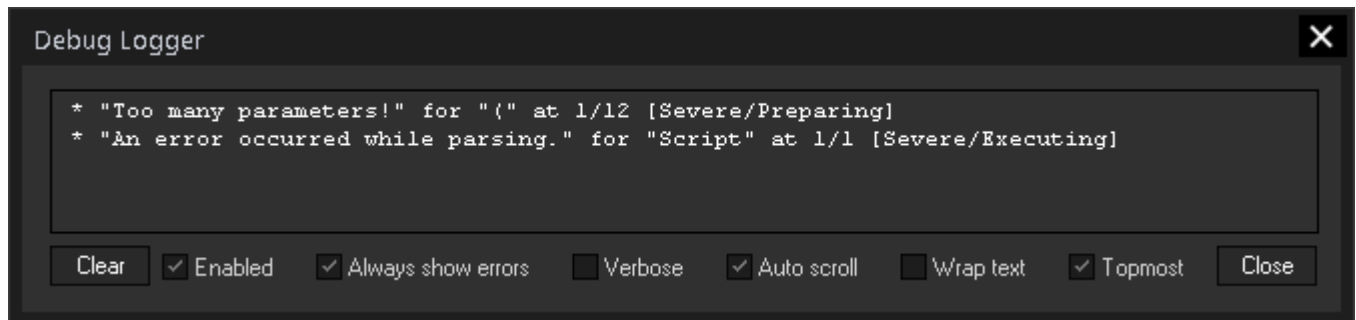 Debug Logger
* "Too many parameters!" for "(" at 1/12 [Severe/Preparing]
* "An error occurred while parsing." for "Script" at 1/1 [Severe/Executing]
Clear Enabled Always show errors Verbose Auto scroll Wrap text Topmost Close